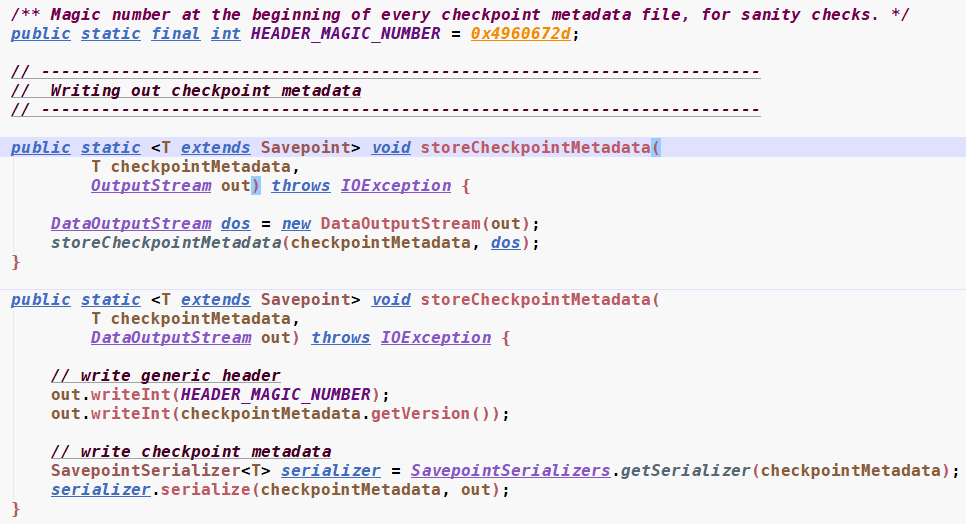 /** Magic number at the beginning of every checkpoint metadata file, for sanity checks. */
public static final int HEADER_MAGIC_NUMBER = 0x4960672d;
// ------------------------------------------------------------------------
//  Writing out checkpoint metadata
// ------------------------------------------------------------------------
public static <T extends Savepoint> void storeCheckpointMetadata(
        T checkpointMetadata,
        OutputStream out) throws IOException {
    DataOutputStream dos = new DataOutputStream(out);
    storeCheckpointMetadata(checkpointMetadata, dos);
}
public static <T extends Savepoint> void storeCheckpointMetadata(
        T checkpointMetadata,
        DataOutputStream out) throws IOException {
    // write generic header
    out.writeInt(HEADER_MAGIC_NUMBER);
    out.writeInt(checkpointMetadata.getVersion());
    // write checkpoint metadata
    SavepointSerializer<T> serializer = SavepointSerializers.getSerializer(checkpointMetadata);
    serializer.serialize(checkpointMetadata, out);
}